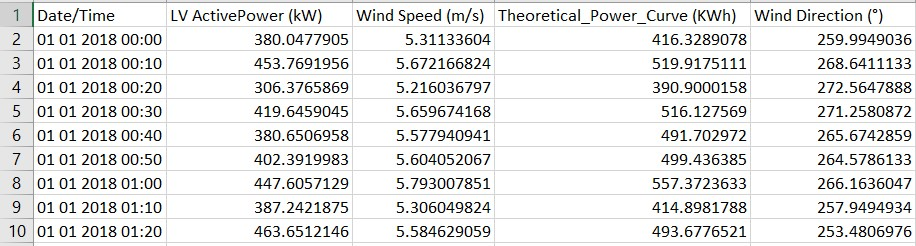 1 Date/Time LV ActivePower (kW) Wind Speed (m/s) Theoretical_Power_Curve (KWh) Wind Direction (°)
2 01 01 2018 00:00 380.0477905 5.31133604 416.3289078 259.9949036
3 01 01 2018 00:10 453.7691956 5.672166824 519.9175111 268.6411133
4 01 01 2018 00:20 306.3765869 5.216036797 390.9000158 272.5647888
5 01 01 2018 00:30 419.6459045 5.659674168 516.127569 271.2580872
6 01 01 2018 00:40 380.6506958 5.577940941 491.702972 265.6742859
7 01 01 2018 00:50 402.3919983 5.604052067 499.436385 264.5786133
8 01 01 2018 01:00 447.6057129 5.793007851 557.3723633 266.1636047
9 01 01 2018 01:10 387.2421875 5.306049824 414.8981788 257.9494934
10 01 01 2018 01:20 463.6512146 5.584629059 493.6776521 253.4806976